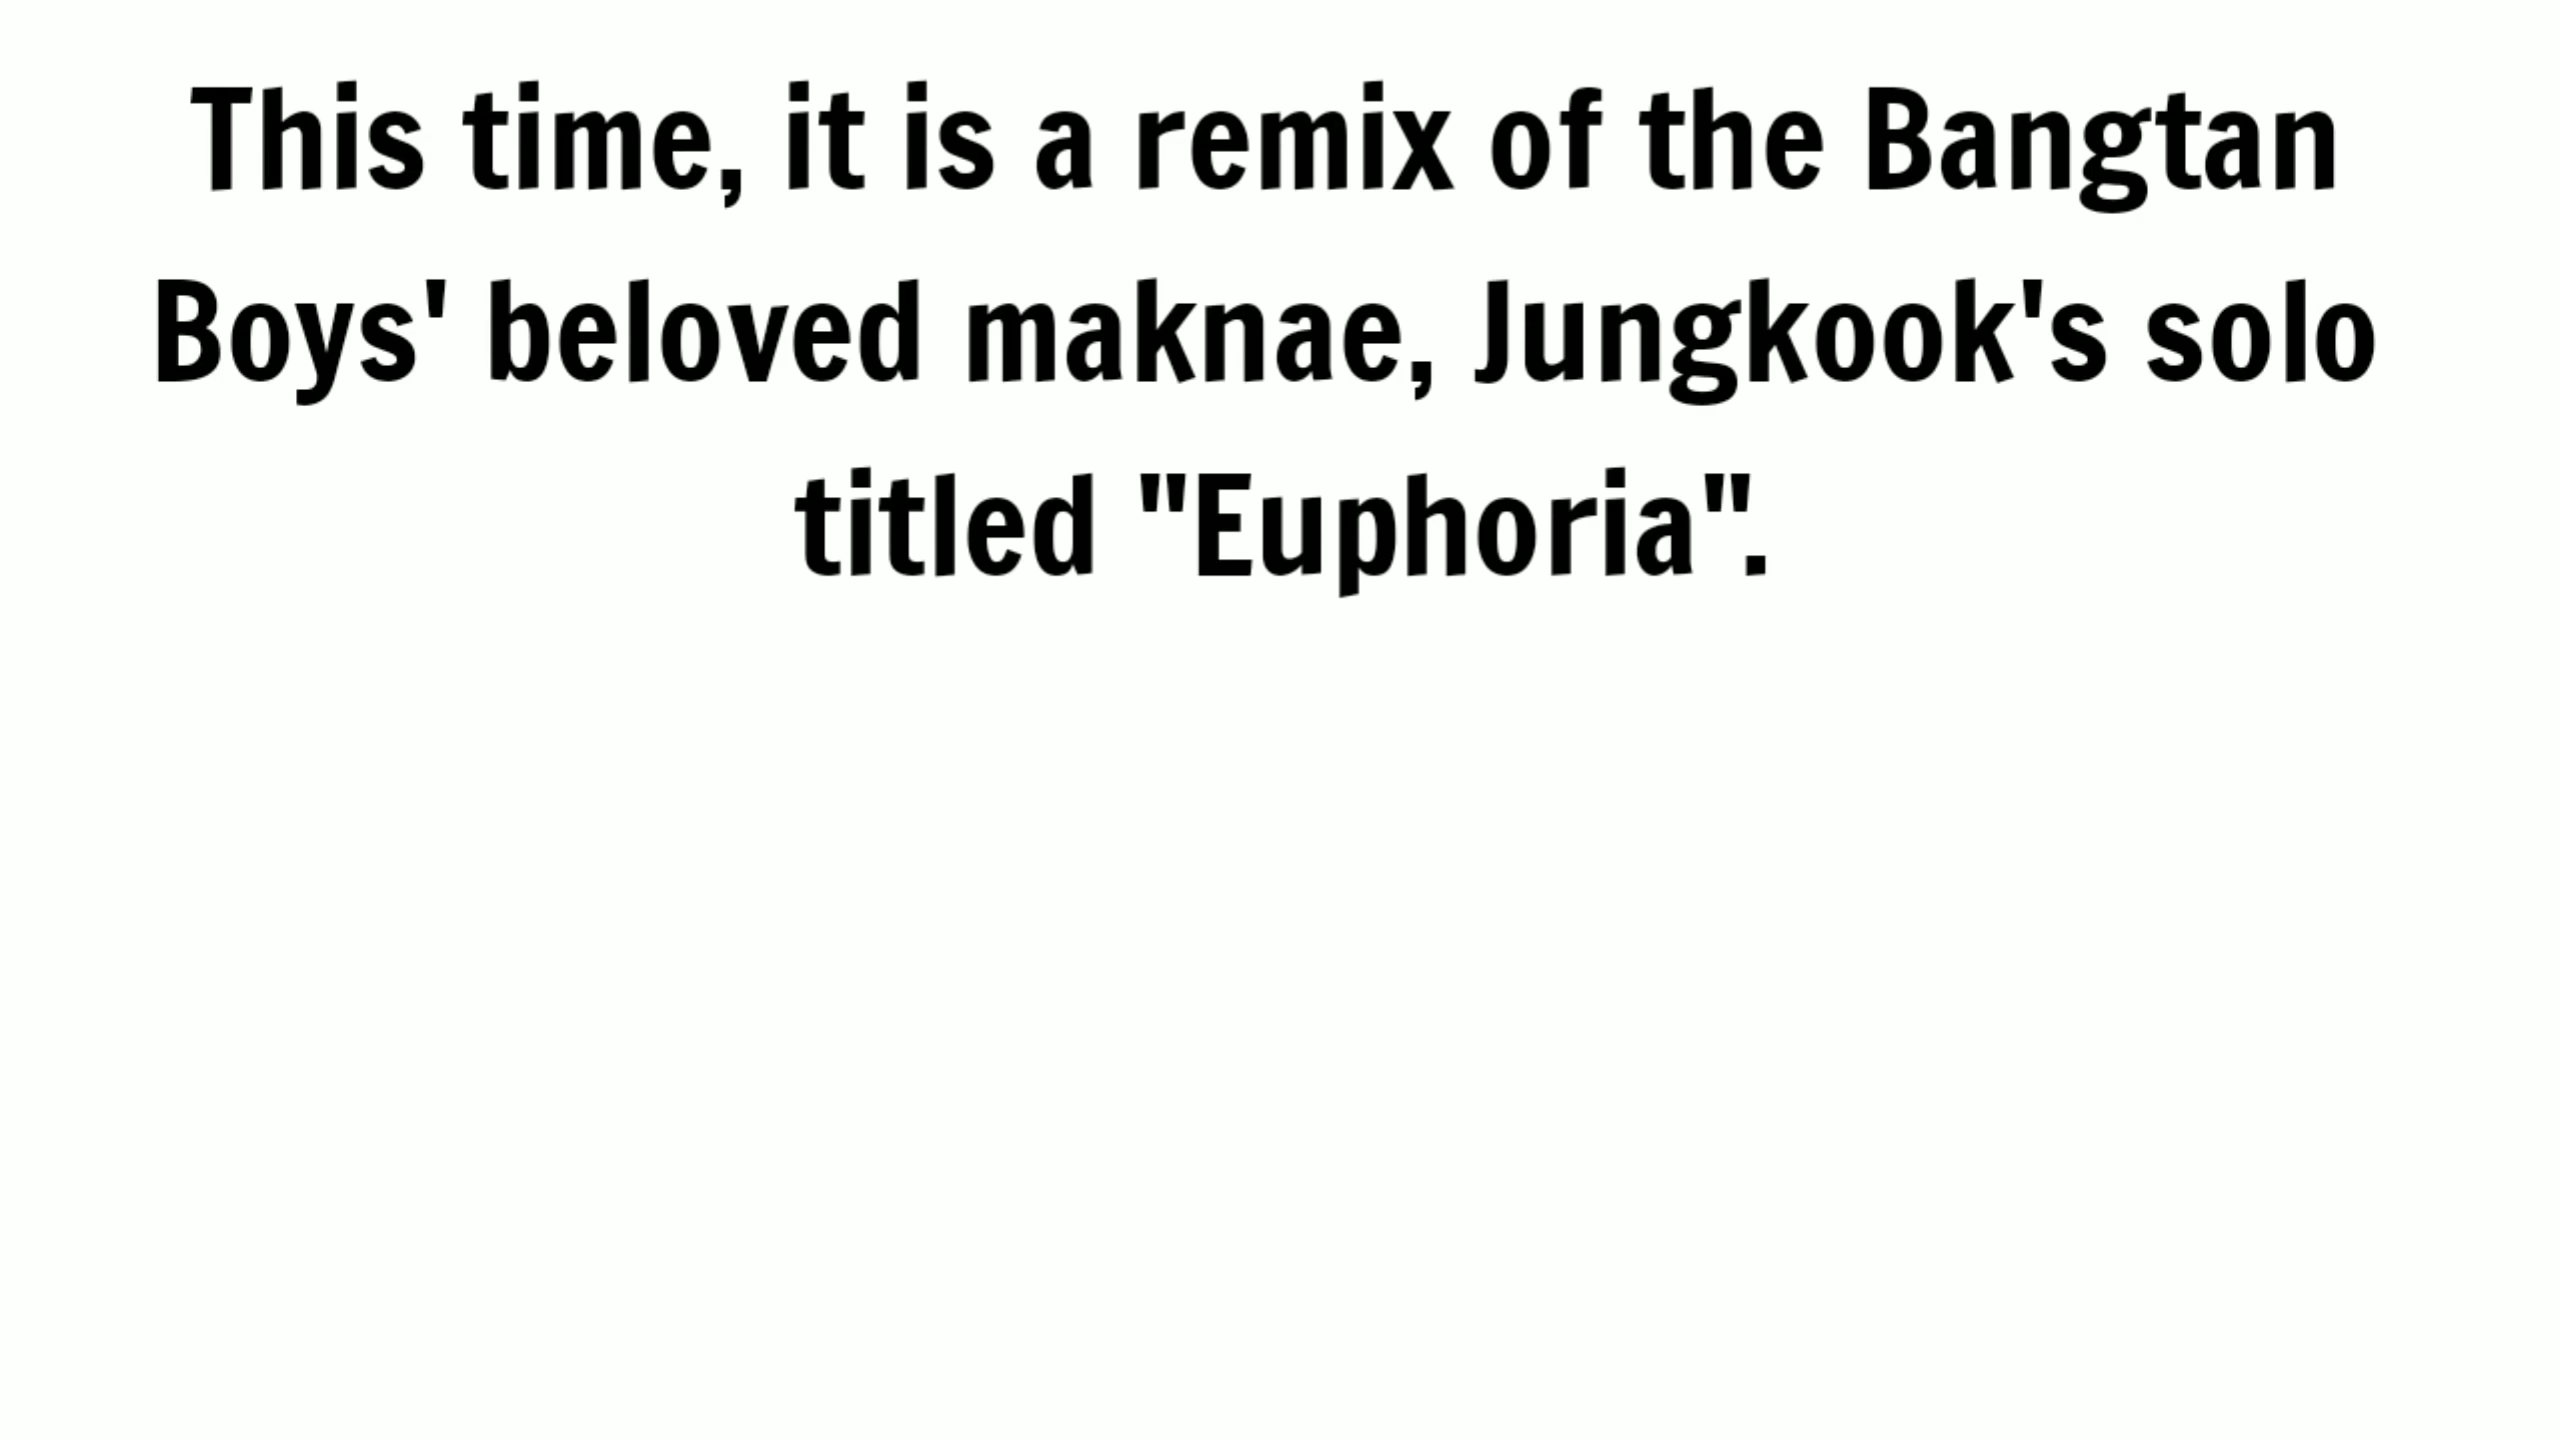 This time, it is a remix of the Bangtan
Boys' beloved maknae, Jungkook's solo
titled "Euphoria".